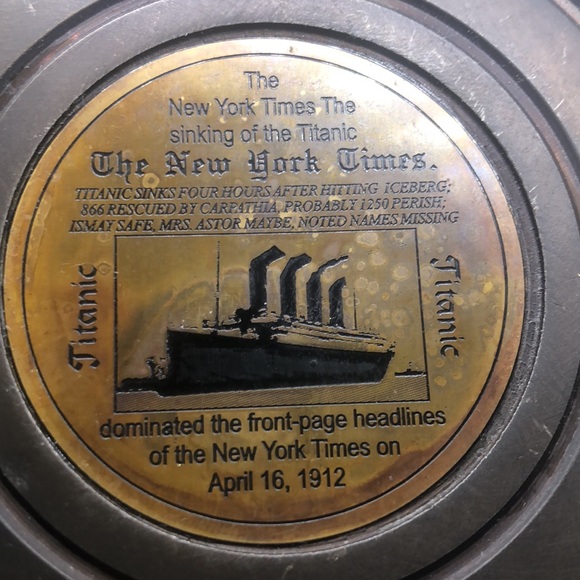 The
New York Times The
sinking of the Titanic
The New York Times.
TITANIC SINKS FOUR HOURS AFTER HITTING ICEBERG;
866 RESCUED BY CARPATHIA, PROBABLY 1250 PERISH;
ISMAY SAFE, MRS. ASTOR MAYBE, NOTED NAMES MISSING
Titanic
Titanic
dominated the front-page headlines
of the New York Times on
April 16, 1912